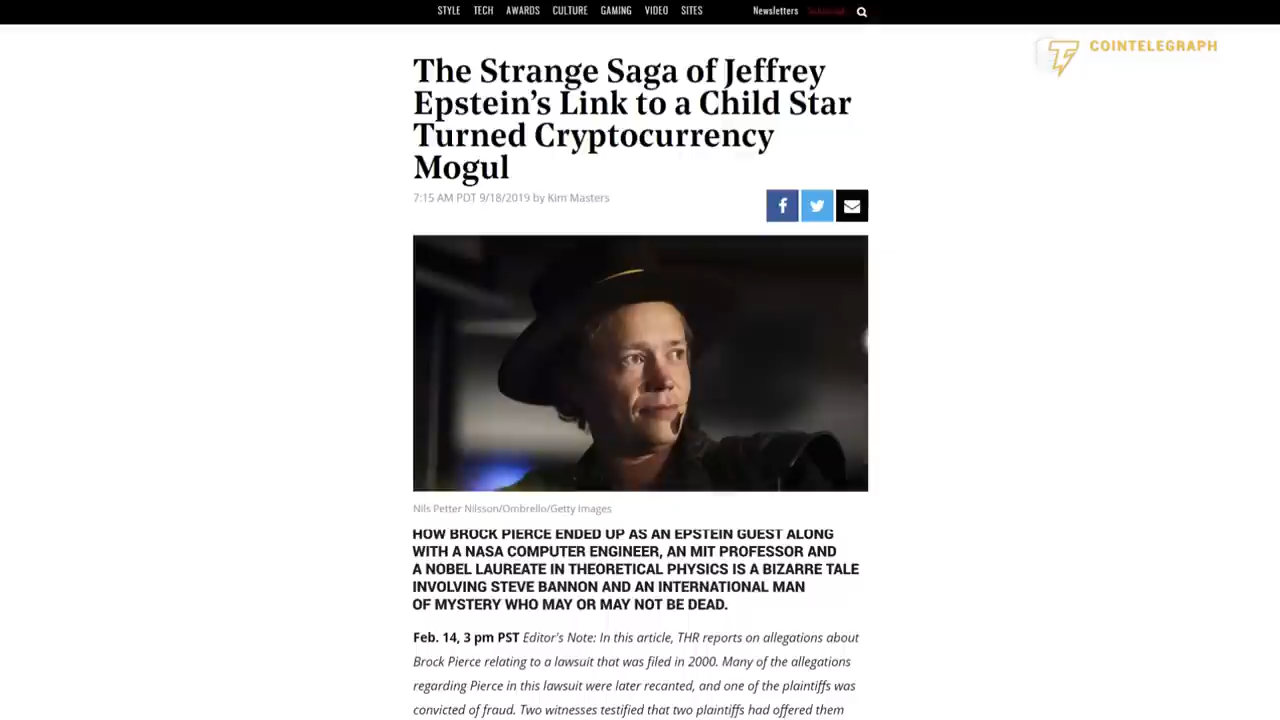 STYLE TECH AWARDS CULTURE GAMING VIDEO SITES Newsletters
COINTELEGRAPH
The Strange Saga of Jeffrey
Epstein's Link to a Child Star
Turned Cryptocurrency
Mogul
7:15 AM PDT 9/18/2019 by Kim Masters
Nils Petter Nilsson/Ombrello/Getty Images
HOW BROCK PIERCE ENDED UP AS AN EPSTEIN GUEST ALONG
WITH A NASA COMPUTER ENGINEER, AN MIT PROFESSOR AND
A NOBEL LAUREATE IN THEORETICAL PHYSICS IS A BIZARRE TALE
INVOLVING STEVE BANNON AND AN INTERNATIONAL MAN
OF MYSTERY WHO MAY OR MAY NOT BE DEAD.
Feb. 14, 3 pm PST Editor's Note: In this article, THR reports on allegations about
Brock Pierce relating to a lawsuit that was filed in 2000. Many of the allegations
regarding Pierce in this lawsuit were later recanted, and one of the plaintiffs was
convicted of fraud. Two witnesses testified that two plaintiffs had offered them